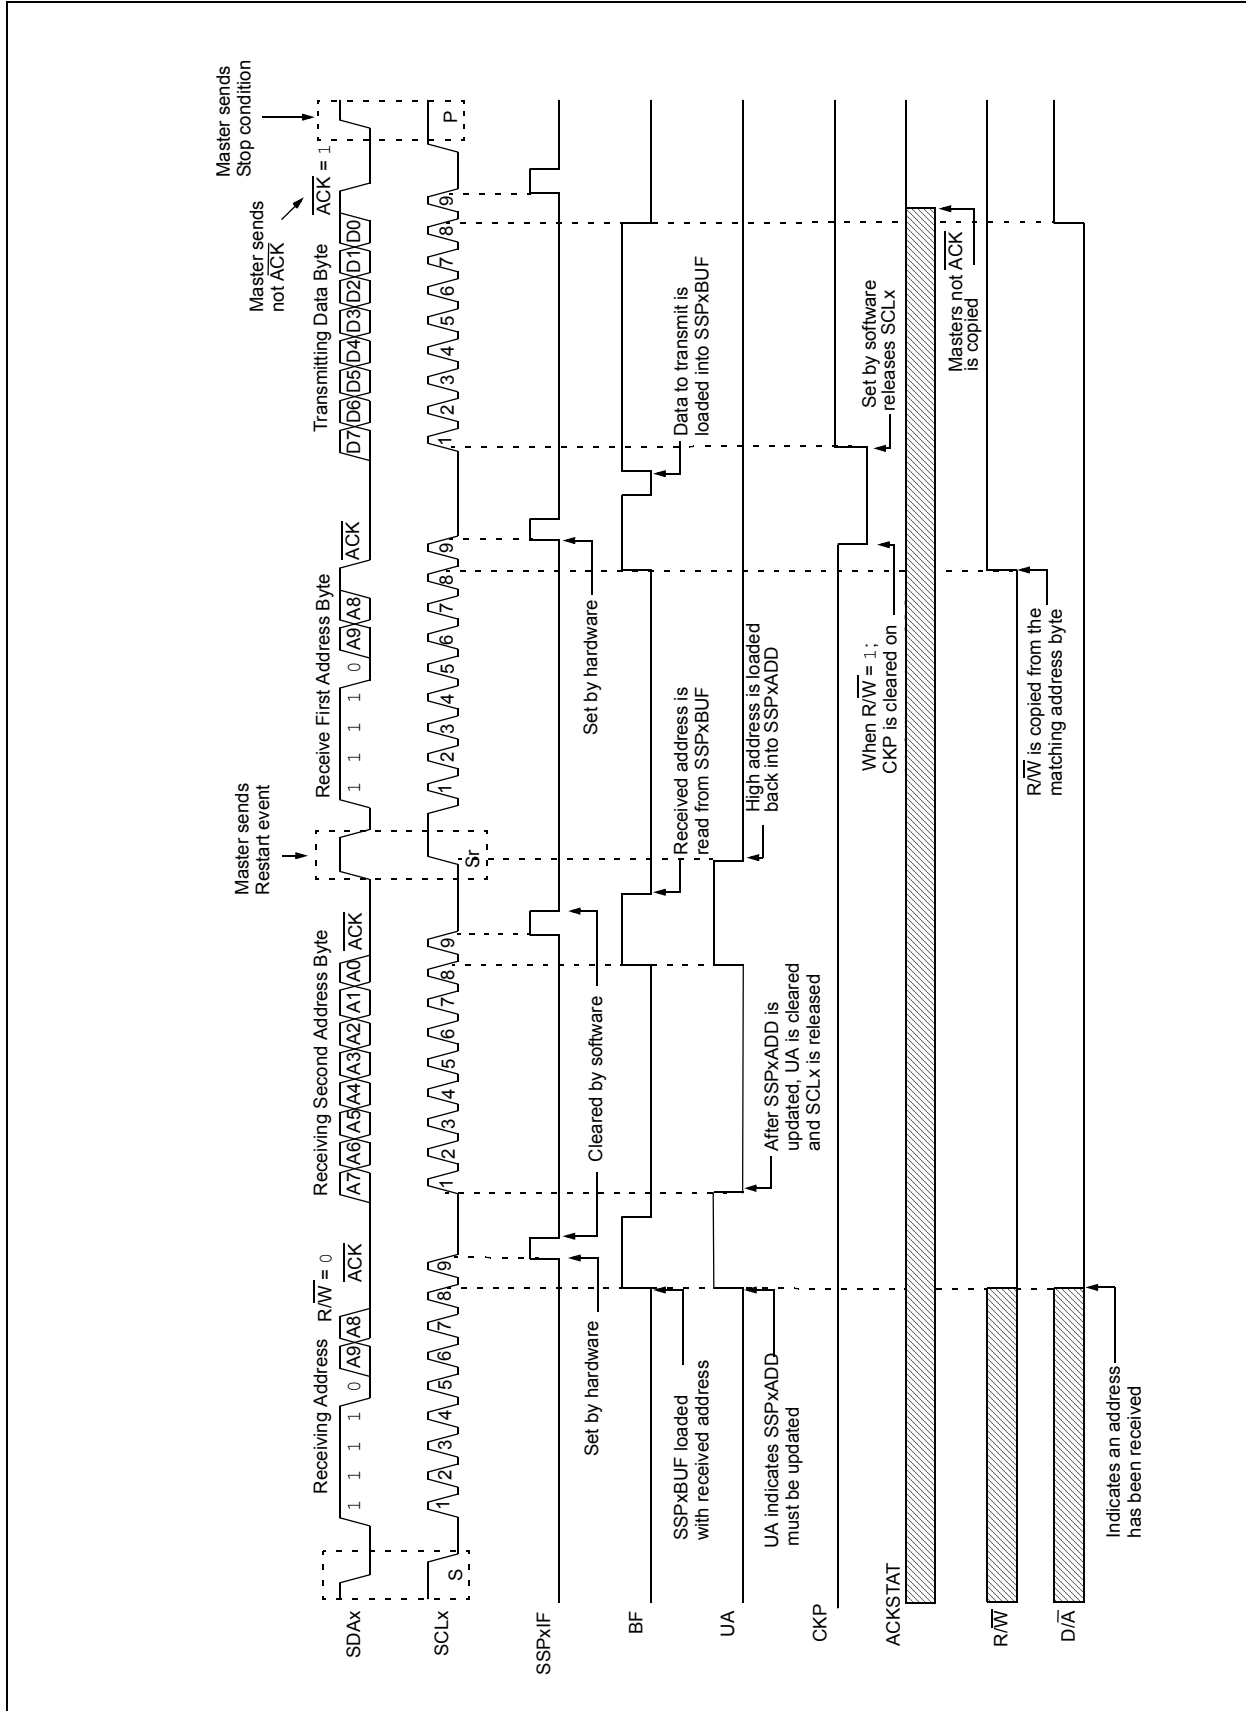 Master sends
Stop condition
Master sends
not ACK
Master sends
Restart event
Receiving Address R/W = 0
ACK
Receiving Second Address Byte
ACK
Receive First Address Byte
ACK
Transmitting Data Byte
ACK = 1
SDAx
1 1 1 1 0 A9 A8
A7 A6 A5 A4 A3 A2 A1 A0
1 1 1 1 0 A9 A8
D7 D6 D5 D4 D3 D2 D1 D0
SCLx
S
1 2 3 4 5 6 7 8 9
1 2 3 4 5 6 7 8 9
Sr
1 2 3 4 5 6 7 8 9
1 2 3 4 5 6 7 8 9
P
SSPxIF
Set by hardware
Cleared by software
Set by hardware
BF
SSPxBUF loaded
with received address
Received address is
read from SSPxBUF
Data to transmit is
loaded into SSPxBUF
UA
UA indicates SSPxADD
must be updated
After SSPxADD is
updated, UA is cleared
and SCLx is released
High address is loaded
back into SSPxADD
CKP
When R/W = 1;
CKP is cleared on
Set by software
releases SCLx
ACKSTAT
Masters not ACK
is copied
R/W
R/W is copied from the
matching address byte
D/A
Indicates an address
has been received